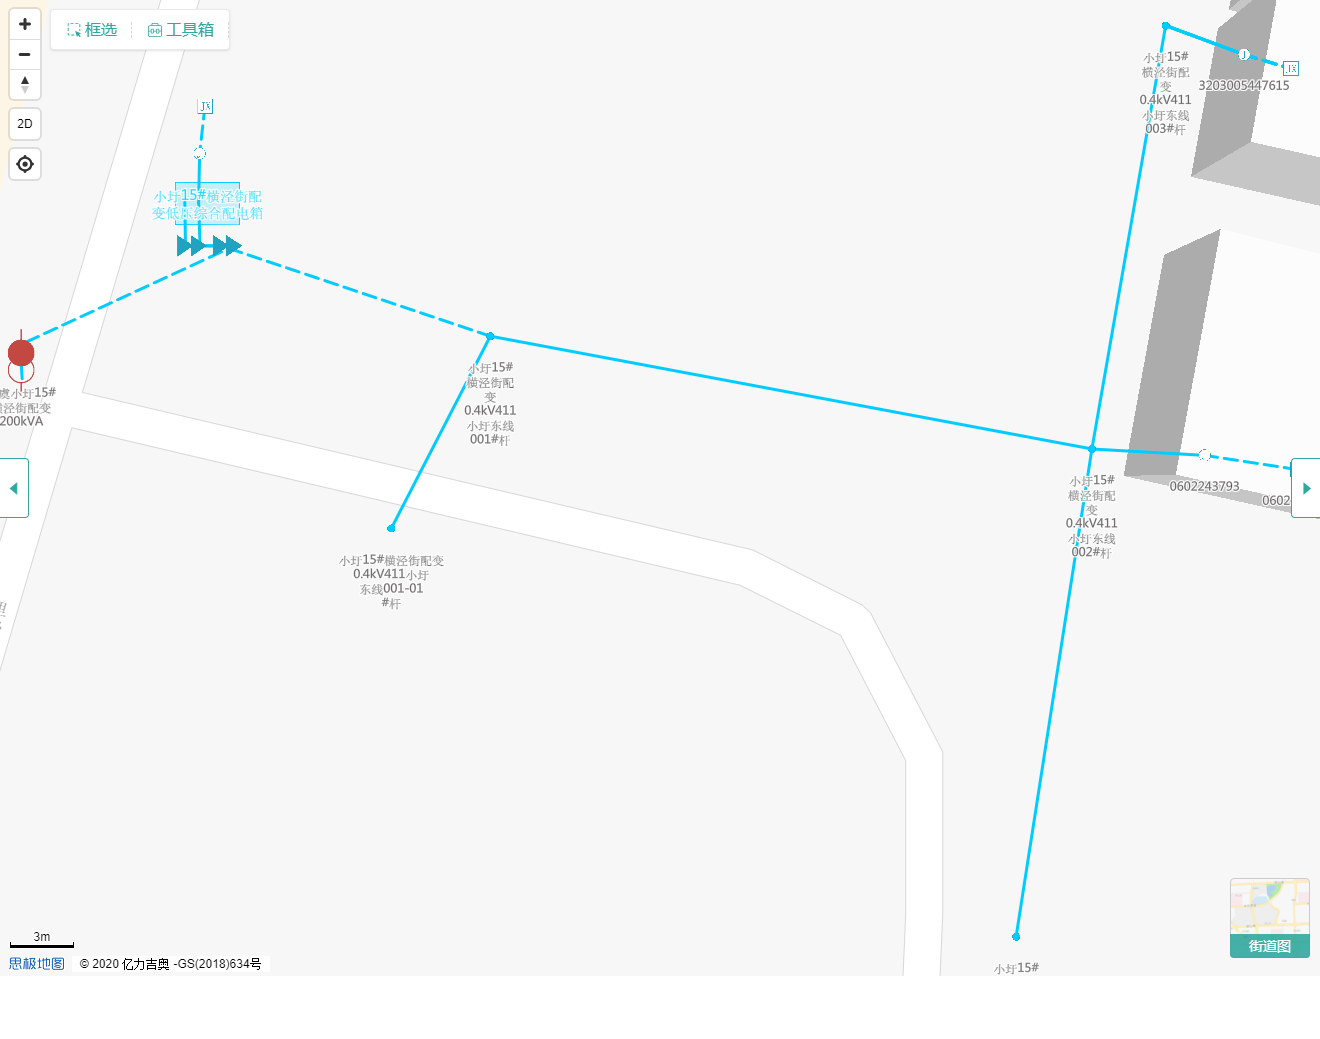 框选
工具箱
2D
JX
小圩15#横泾街配
变低压综合配电箱
虞小圩15#
横泾街配变
200kVA
小圩15#
横泾街配
变
0.4kV411
小圩东线
001#杆
小圩15#横泾街配变
0.4kV411小圩
东线001-01
#杆
小圩15#
横泾街配
变
0.4kV411
小圩东线
003#杆
J
JX
3203005447615
小圩15#
横泾街配
变
0.4kV411
小圩东线
002#杆
0602243793
0602
小圩15#
3m
思极地图
© 2020 亿力吉奥 -GS(2018)634号
街道图